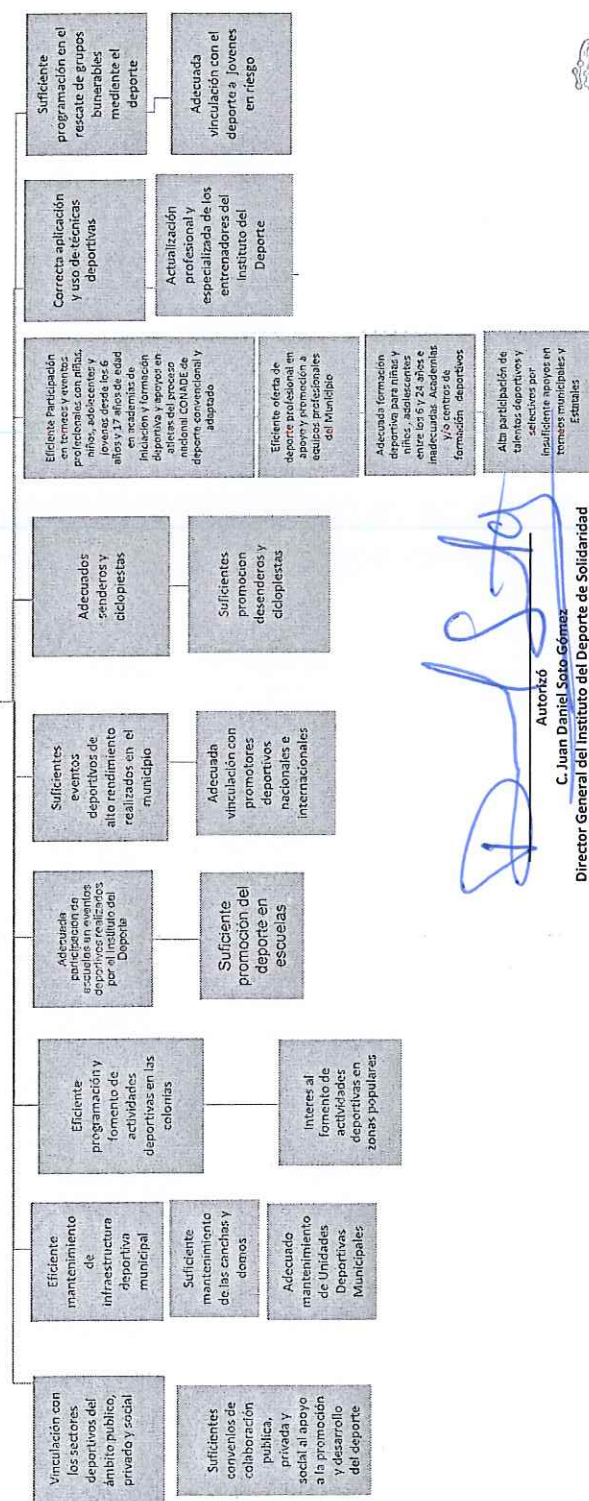 Vinculación con
los sectores
deportivos del
ámbito publico,
privado y social
Suficientes
convenios de
colaboración
publica,
privada y
social al apoyo
a la promoción
y desarrollo
del deporte
Eficiente
mantenimiento
de
infraestructura
deportiva
municipal
Suficiente
mantenimiento
de las canchas y
domos
Adecuado
mantenimiento
de Unidades
Deportivas
Municipales
Eficiente
programación y
fomento de
actividades
deportivas en las
colonias
Interes al
fomento de
actividades
deportivas en
zonas populares
Adecuada
participación de
escuelas en eventos
deportivos realizados
por el Instituto del
Deporte
Suficiente
promoción del
deporte en
escuelas
Suficientes
eventos
deportivos de
alto rendimiento
realizados en el
municipio
Adecuada
vinculación con
promotores
deportivos
nacionales e
internacionales
Adecuados
senderos y
ciclopiestas
Suficientes
promocion
desenderos y
ciclopiestas
Eficiente Participación
en torneos y eventos
profesionales con niñas,
niños, adolecentes y
jovenes desde los 6
años y 17 años de edad
en academias de
Iniciacion y formación
deportiva y apoyos en
atletas del proceso
nandonal CONADE de
deporte convencional y
adaptado
Eficiente oferta de
deporte profesional en
apoyo y promoción a
equipos profesionales
del Municipio
Adecuada formación
deportiva para niñas y
niños, adolescentes
entre los 6 y 24 años e
inadecuadas Academias
y/o centros de
formación deportivos
Alta participación de
talentos deportivos y
selectivos por
insuficiente apoyos en
torneos municipales y
Estatales
Correcta aplicación
y uso de técnicas
deportivas
Actualización
profesional y
especializada de los
entrenadores del
Instituto del
Deporte
Suficiente
programación en el
rescate de grupos
bunerables
mediente el
deporte
Adecuada
vinculación con el
deporte a Jovenes
en riesgo
Autorizó
C. Juan Daniel Soto Gómez
Director General del Instituto del Deporte de Solidaridad